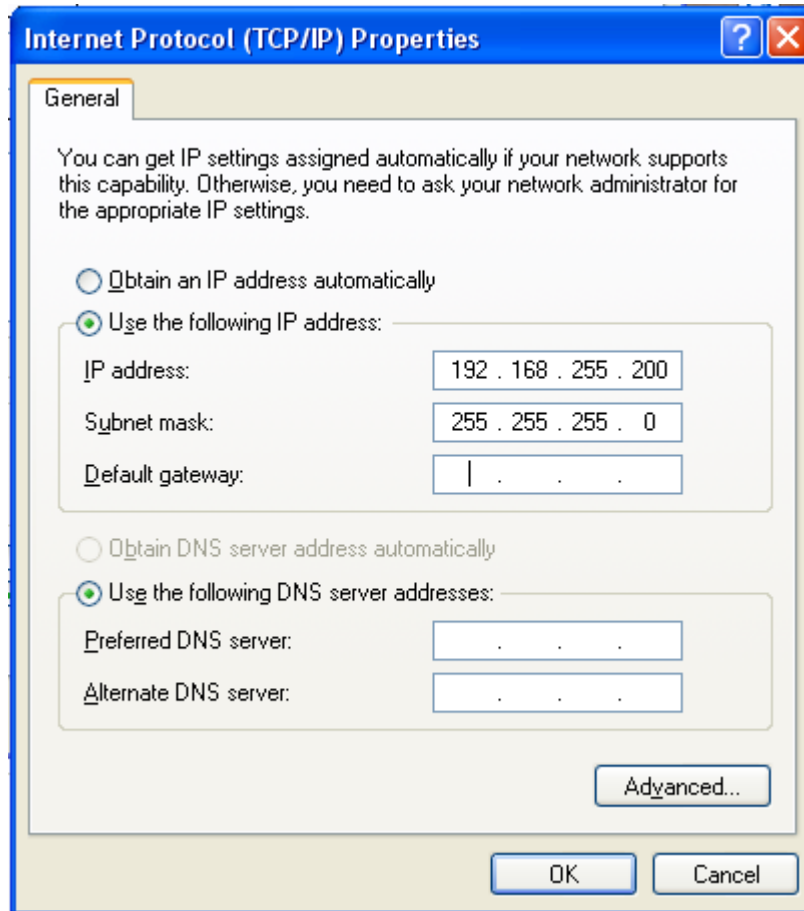 Internet Protocol (TCP/IP) Properties
General
You can get IP settings assigned automatically if your network supports
this capability. Otherwise, you need to ask your network administrator for
the appropriate IP settings.
Obtain an IP address automatically
Use the following IP address:
IP address: 192 . 168 . 255 . 200
Subnet mask: 255 . 255 . 255 . 0
Default gateway: . . .
Obtain DNS server address automatically
Use the following DNS server addresses:
Preferred DNS server: . . .
Alternate DNS server: . . .
Advanced...
OK Cancel